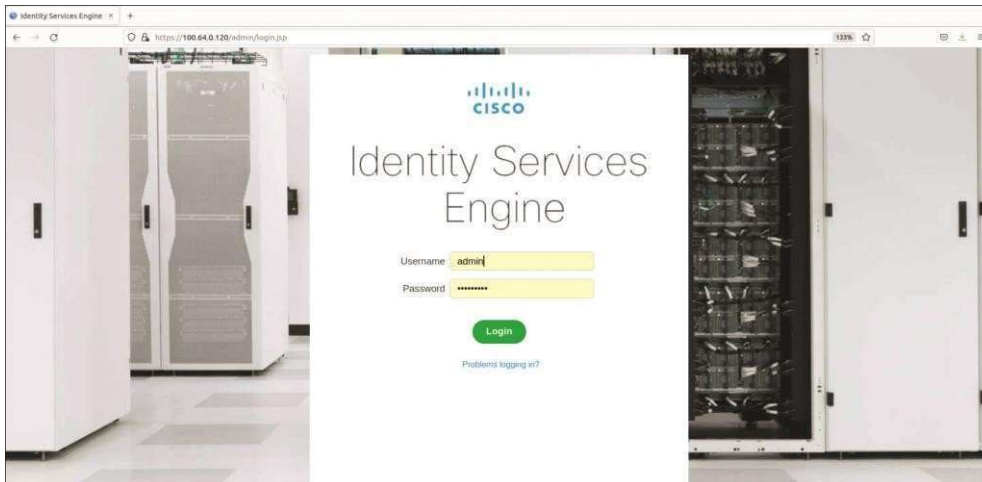 Identity Services Engine
https://100.64.0.120/admin/login.jsp
133%
CISCO
Identity Services
Engine
Username admin
Password •••••••••
Login
Problems logging in?